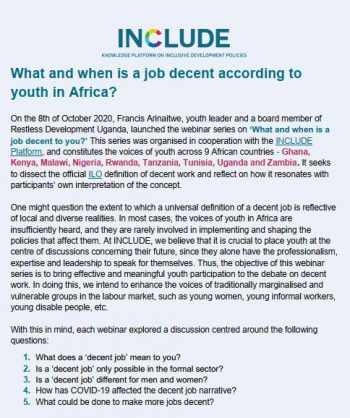 INCLUDE
KNOWLEDGE PLATFORM ON INCLUSIVE DEVELOPMENT POLICIES
What and when is a job decent according to
youth in Africa?
On the 8th of October 2020, Francis Arinaitwe, youth leader and a board member of
Restless Development Uganda, launched the webinar series on ‘What and when is a
job decent to you?’ This series was organised in cooperation with the INCLUDE
Platform, and constitutes the voices of youth across 9 African countries - Ghana,
Kenya, Malawi, Nigeria, Rwanda, Tanzania, Tunisia, Uganda and Zambia. It seeks
to dissect the official ILO definition of decent work and reflect on how it resonates with
participants’ own interpretation of the concept.
One might question the extent to which a universal definition of a decent job is reflective
of local and diverse realities. In most cases, the voices of youth in Africa are
insufficiently heard, and they are rarely involved in implementing and shaping the
policies that affect them. At INCLUDE, we believe that it is crucial to place youth at the
centre of discussions concerning their future, since they alone have the professionalism,
expertise and leadership to speak for themselves. Thus, the objective of this webinar
series is to bring effective and meaningful youth participation to the debate on decent
work. In doing this, we intend to enhance the voices of traditionally marginalised and
vulnerable groups in the labour market, such as young women, young informal workers,
young disable people, etc.
With this in mind, each webinar explored a discussion centred around the following
questions:
1. What does a ‘decent job’ mean to you?
2. Is a ‘decent job’ only possible in the formal sector?
3. Is a ‘decent job’ different for men and women?
4. How has COVID-19 affected the decent job narrative?
5. What could be done to make more jobs decent?